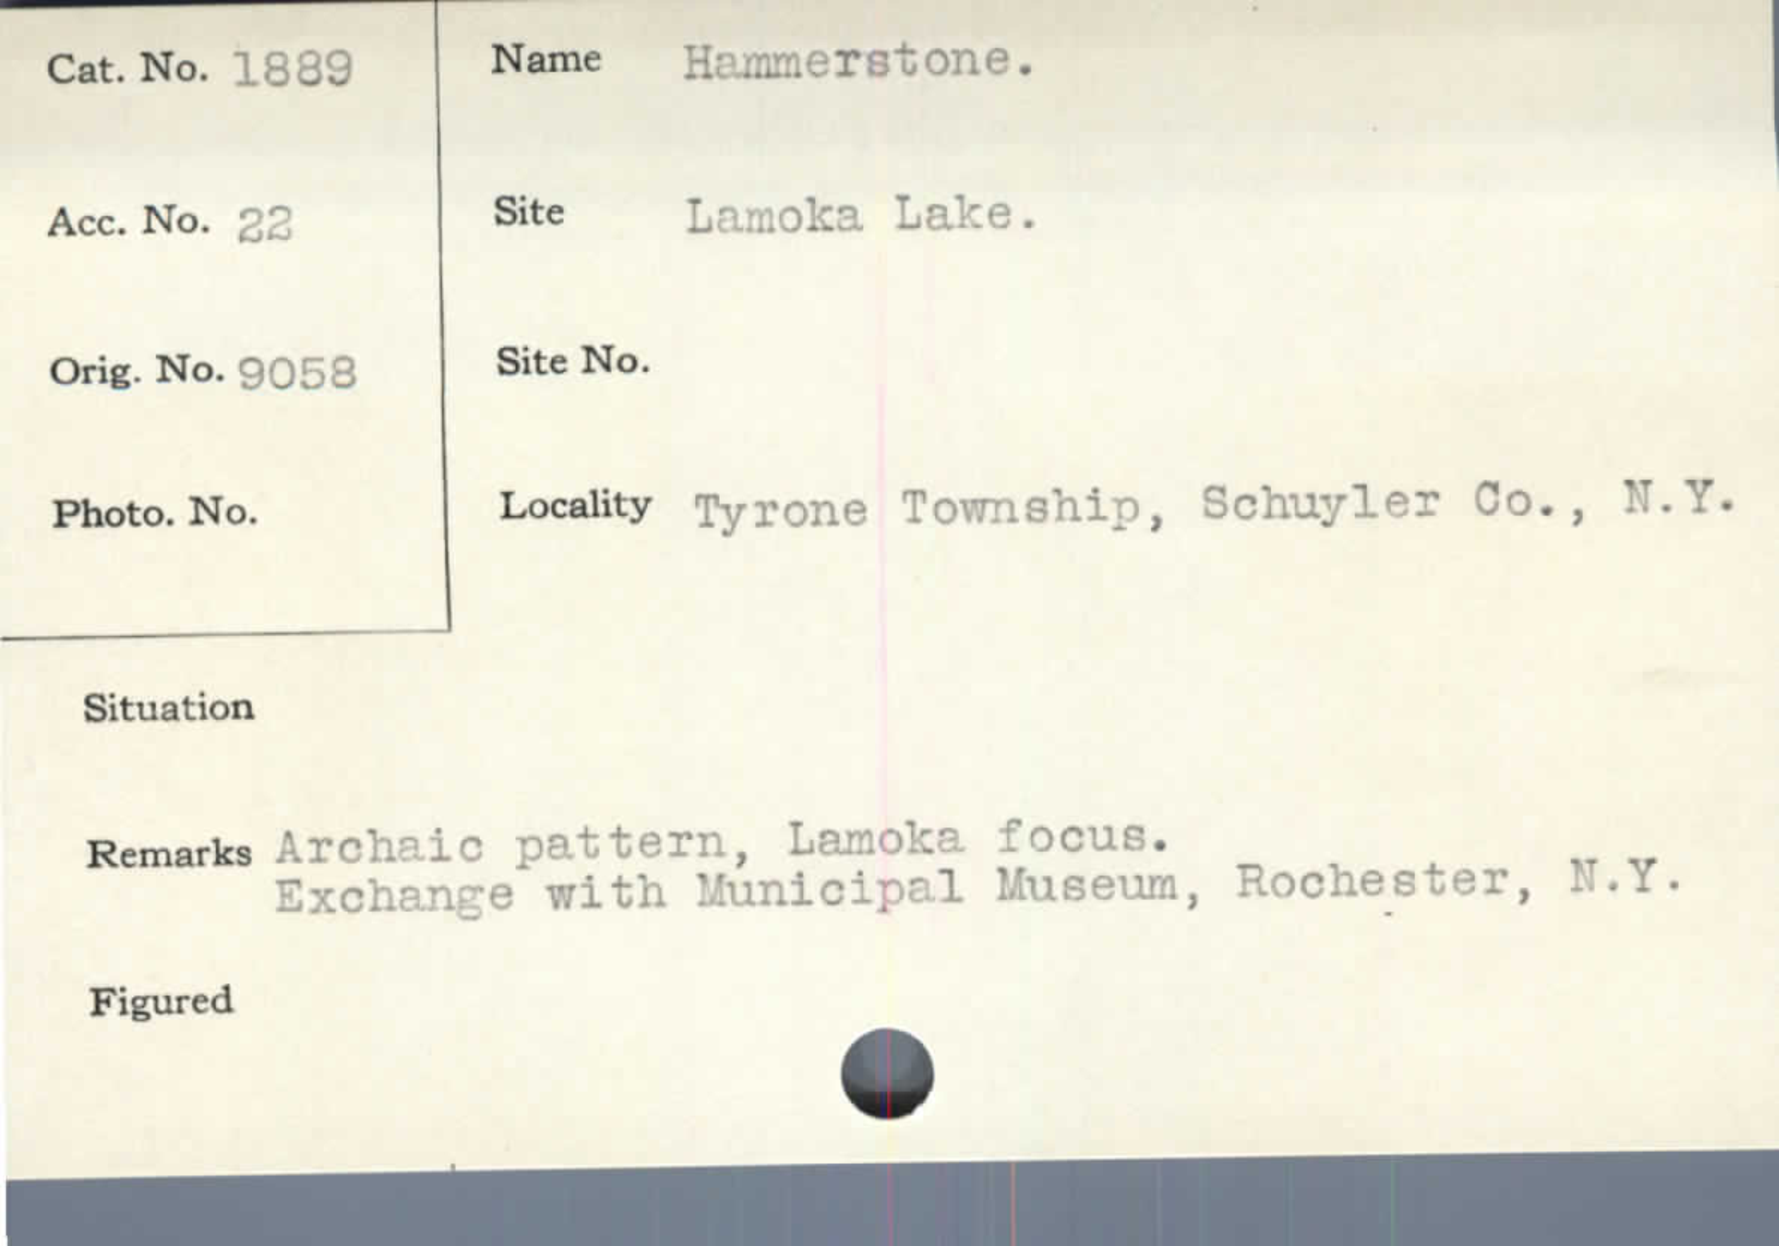 Cat. No. 1889
Acc. No. 22
Orig. No. 9058
Photo. No.
Name Hammerstone.
Site Lamoka Lake.
Site No.
Locality Tyrone Township, Schuyler Co., N.Y.
Situation
Remarks Archaic pattern, Lamoka focus.
Exchange with Municipal Museum, Rochester, N.Y.
Figured